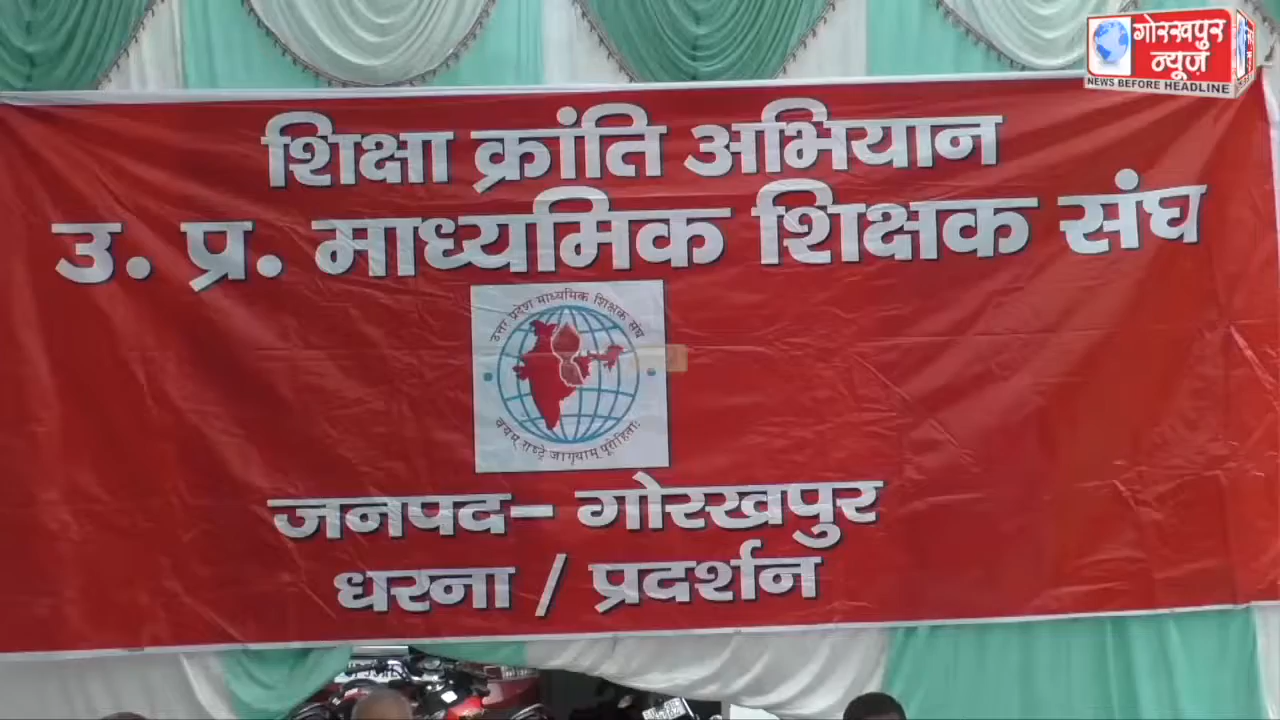 गोरखपुर
न्यूज़
NEWS BEFORE HEADLINE
शिक्षा क्रांति अभियान
उ. प्र. माध्यमिक शिक्षक संघ
उत्तर प्रदेश माध्यमिक शिक्षक संघ
वयम् राष्ट्रे जागृयाम् पूरोहिताः
जनपद- गोरखपुर
धरना / प्रदर्शन